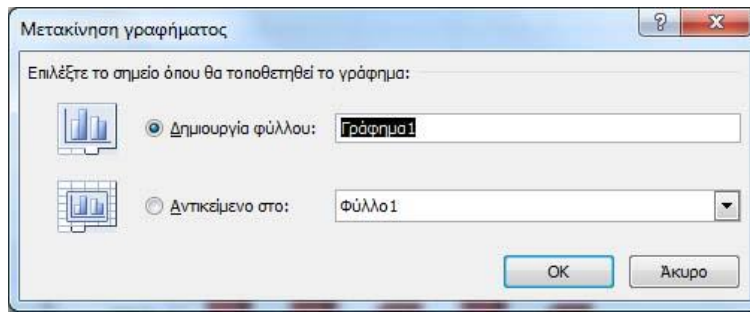 Μετακίνηση γραφήματος
Επιλέξτε το σημείο όπου θα τοποθετηθεί το γράφημα:
Δημιουργία φύλλου: Γράφημα1
Αντικείμενο στο: Φύλλο1
OK Άκυρο